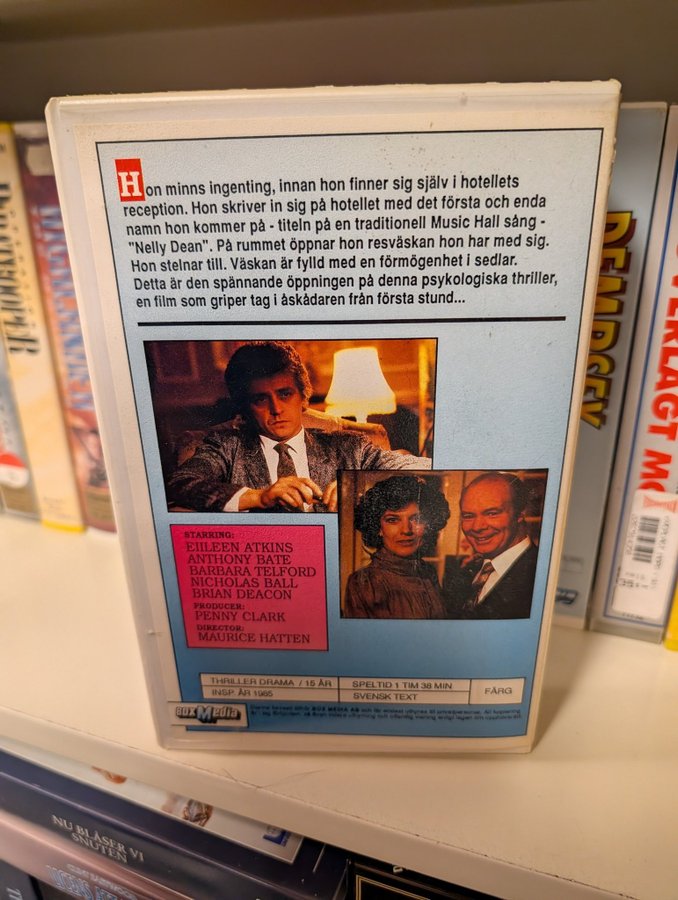 Hon minns ingenting, innan hon finner sig själv i hotellets
reception. Hon skriver in sig på hotellet med det första och enda
namn hon kommer på - titeln på en traditionell Music Hall sång -
"Nelly Dean". På rummet öppnar hon resväskan hon har med sig.
Hon stelnar till. Väskan är fylld med en förmögenhet i sedlar.
Detta är den spännande öppningen på denna psykologiska thriller,
en film som griper tag i åskådaren från första stund...
STARRING:
EIILEEN ATKINS
ANTHONY BATE
BARBARA TELFORD
NICHOLAS BALL
BRIAN DEACON
PRODUCER:
PENNY CLARK
DIRECTOR:
MAURICE HATTEN
THRILLER DRAMA / 15 ÅR
SPELTID 1 TIM 38 MIN
FÄRG
INSP. ÅR 1985
SVENSK TEXT
BOX Media
DEMPSEY
ÖVERLAGT MO
NU BLÅSER VI
SNUTEN